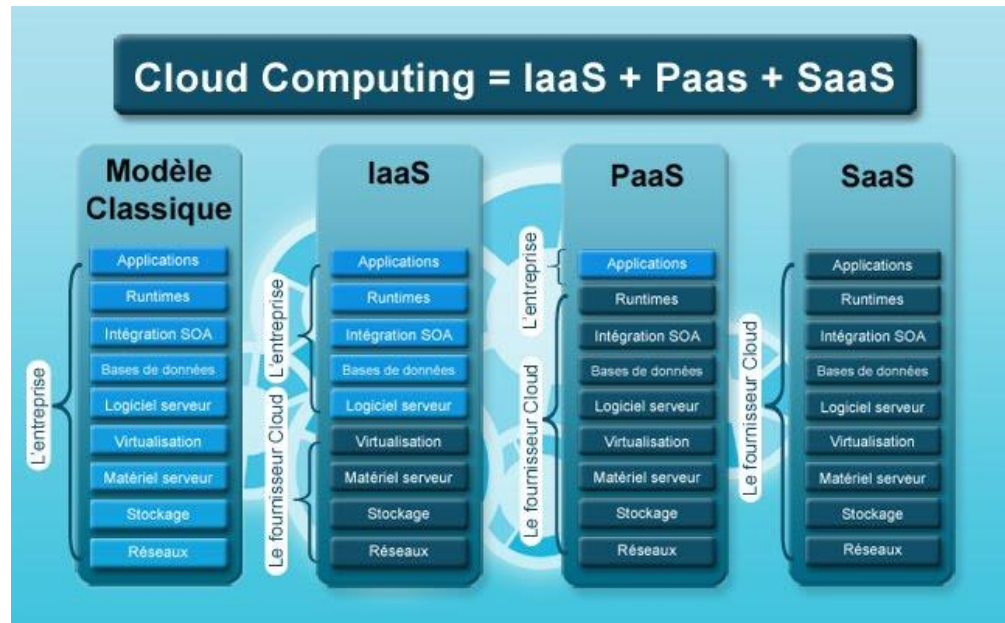 Cloud Computing = IaaS + Paas + SaaS
Modèle
Classique
Applications
Runtimes
Intégration SOA
Bases de données
Logiciel serveur
Virtualisation
Matériel serveur
Stockage
Réseaux
L'entreprise
IaaS
Applications
Runtimes
Intégration SOA
Bases de données
Logiciel serveur
Virtualisation
Matériel serveur
Stockage
Réseaux
L'entreprise
Le fournisseur Cloud
PaaS
Applications
Runtimes
Intégration SOA
Bases de données
Logiciel serveur
Virtualisation
Matériel serveur
Stockage
Réseaux
L'entreprise
Le fournisseur Cloud
SaaS
Applications
Runtimes
Intégration SOA
Bases de données
Logiciel serveur
Virtualisation
Matériel serveur
Stockage
Réseaux
Le fournisseur Cloud